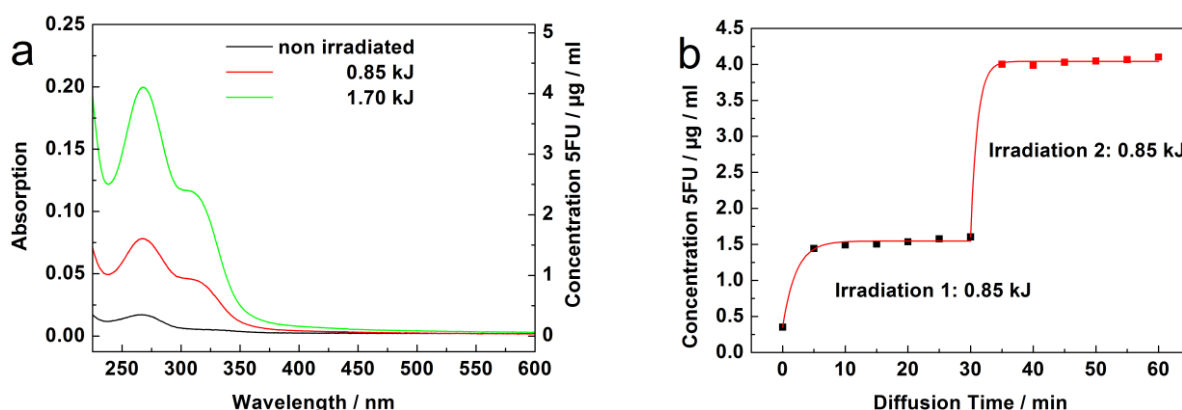 a
non irradiated
0.85 kJ
1.70 kJ
Absorption
0.25
0.20
0.15
0.10
0.05
0.00
250 300 350 400 450 500 550 600
Wavelength / nm
5
4
3
2
1
0
Concentration 5FU / µg / ml
b
Concentration 5FU / µg / ml
4.5
4.0
3.5
3.0
2.5
2.0
1.5
1.0
0.5
0.0
Irradiation 2: 0.85 kJ
Irradiation 1: 0.85 kJ
0 10 20 30 40 50 60
Diffusion Time / min